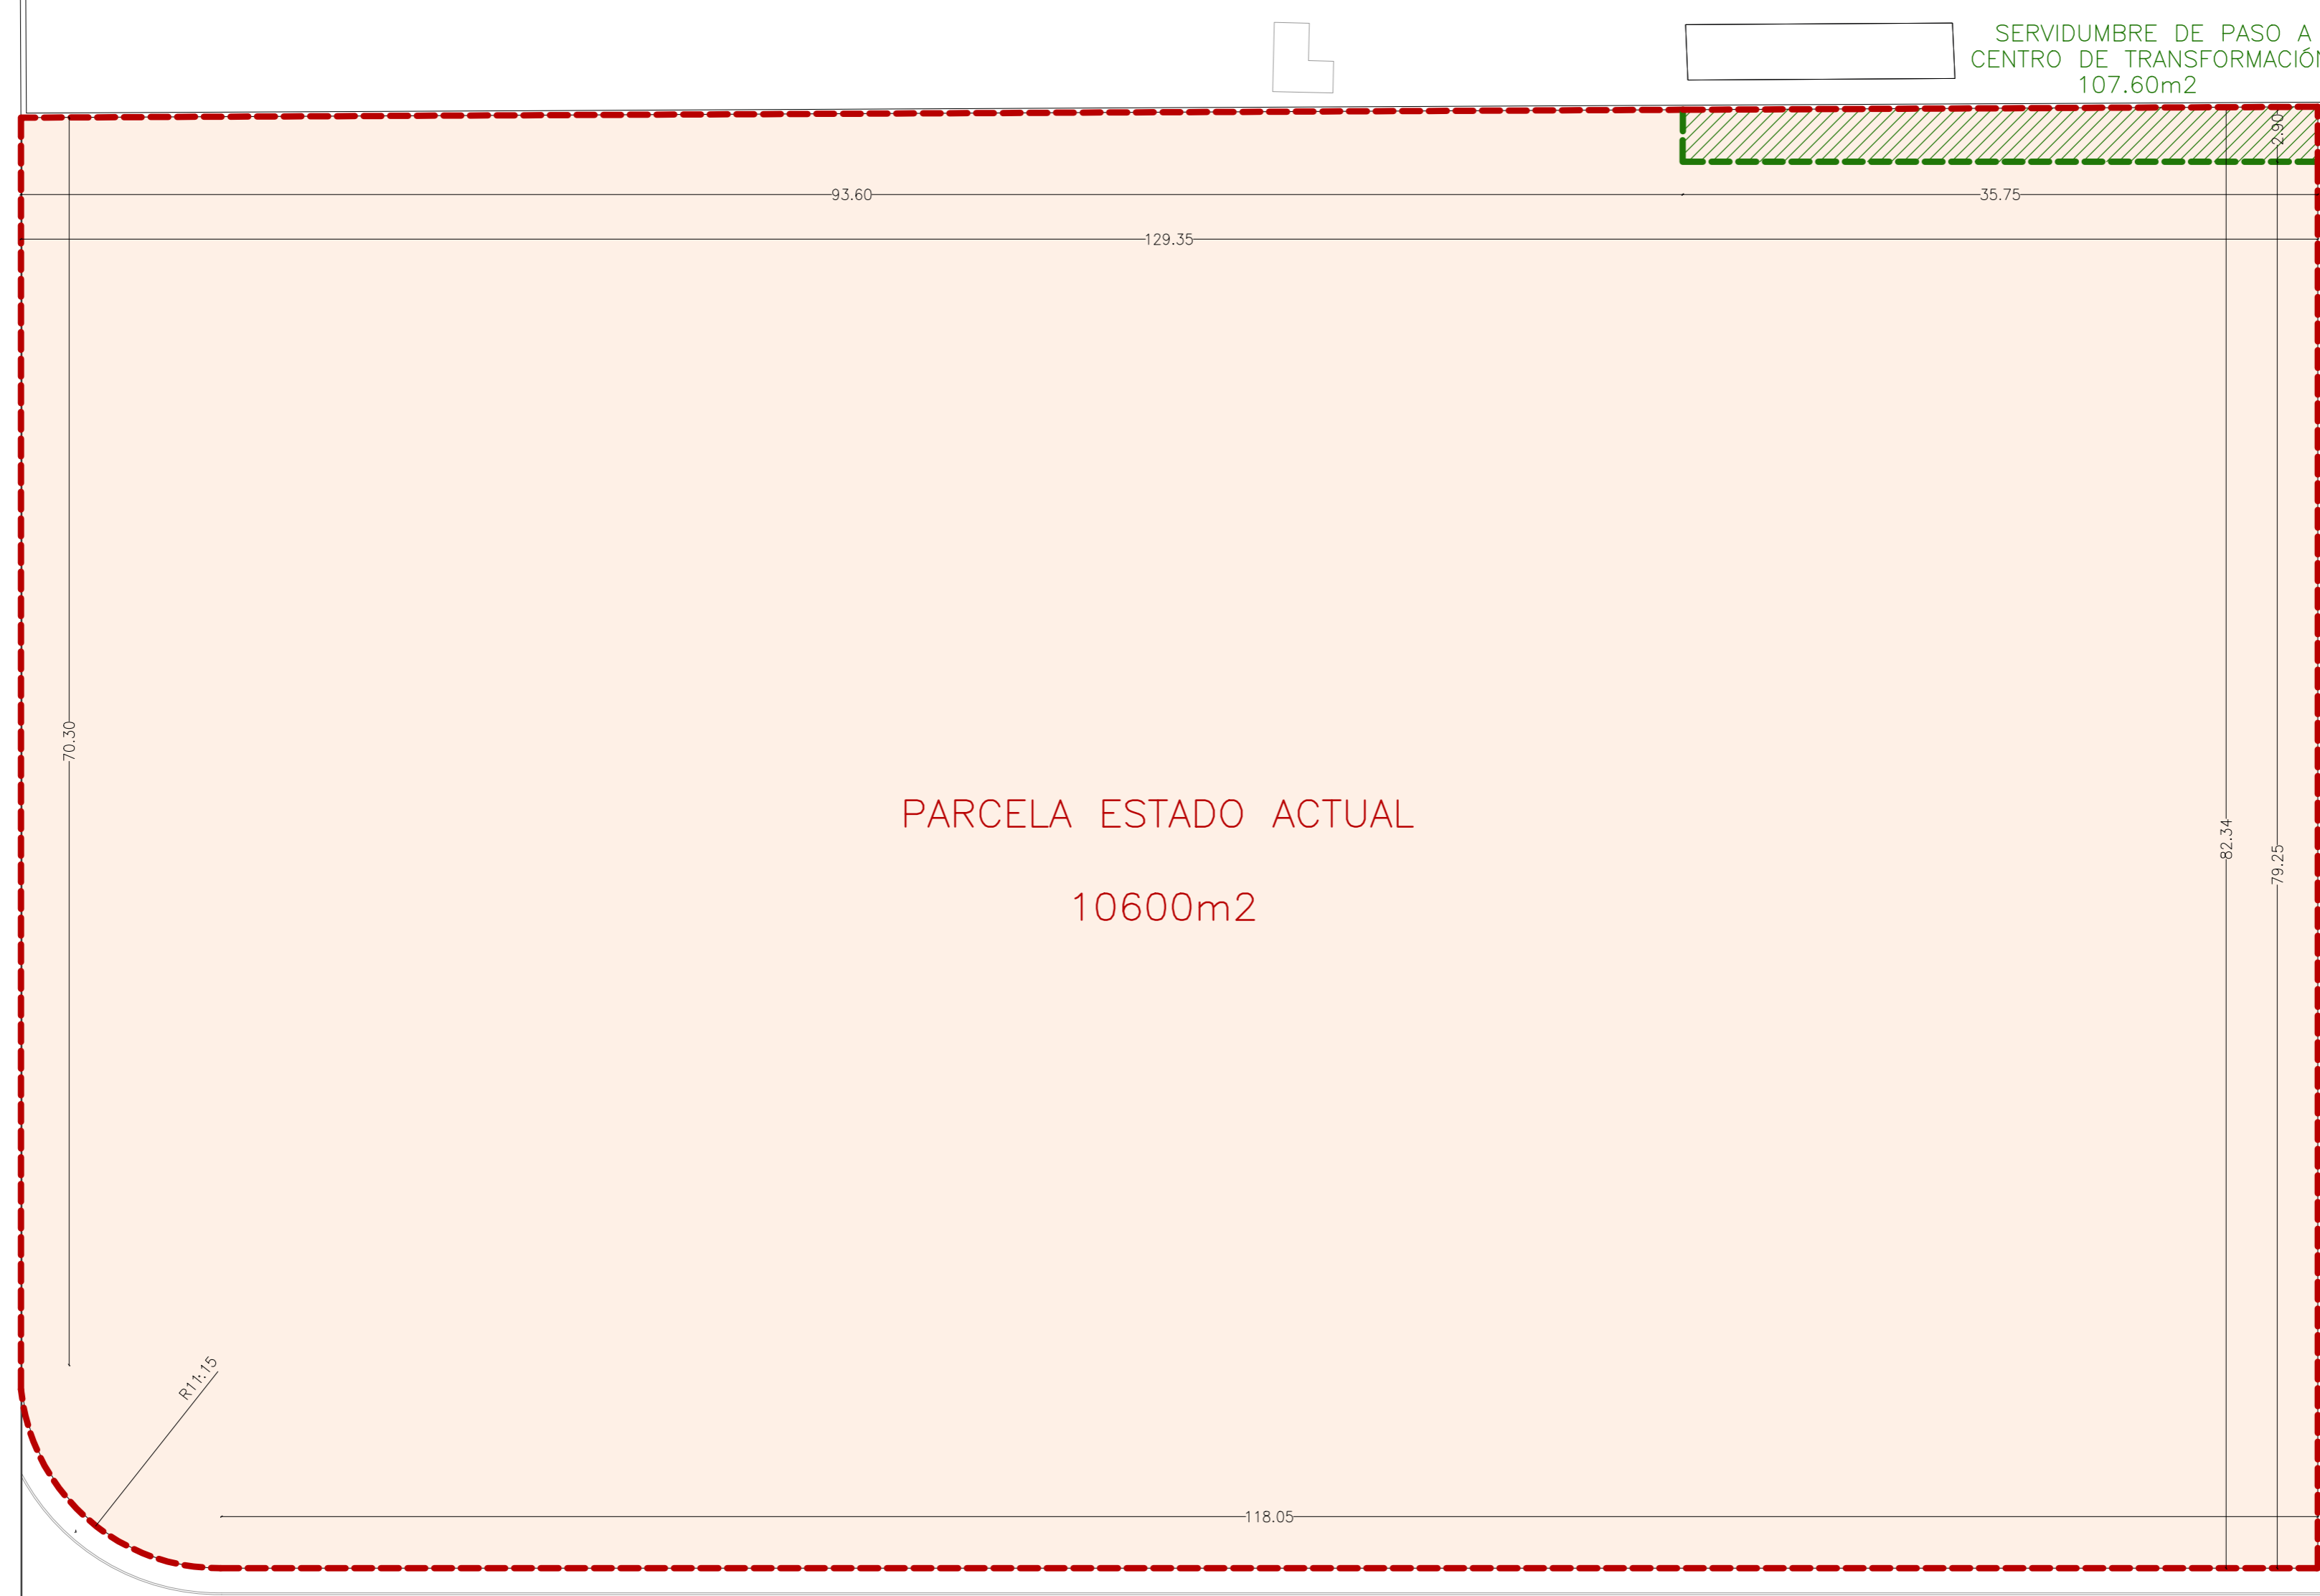 SERVIDUMBRE DE PASO A
CENTRO DE TRANSFORMACIÓN
107.60m2
2.90
93.60
35.75
129.35
70.30
PARCELA ESTADO ACTUAL
82.34
79.25
10600m2
R11.15
118.05